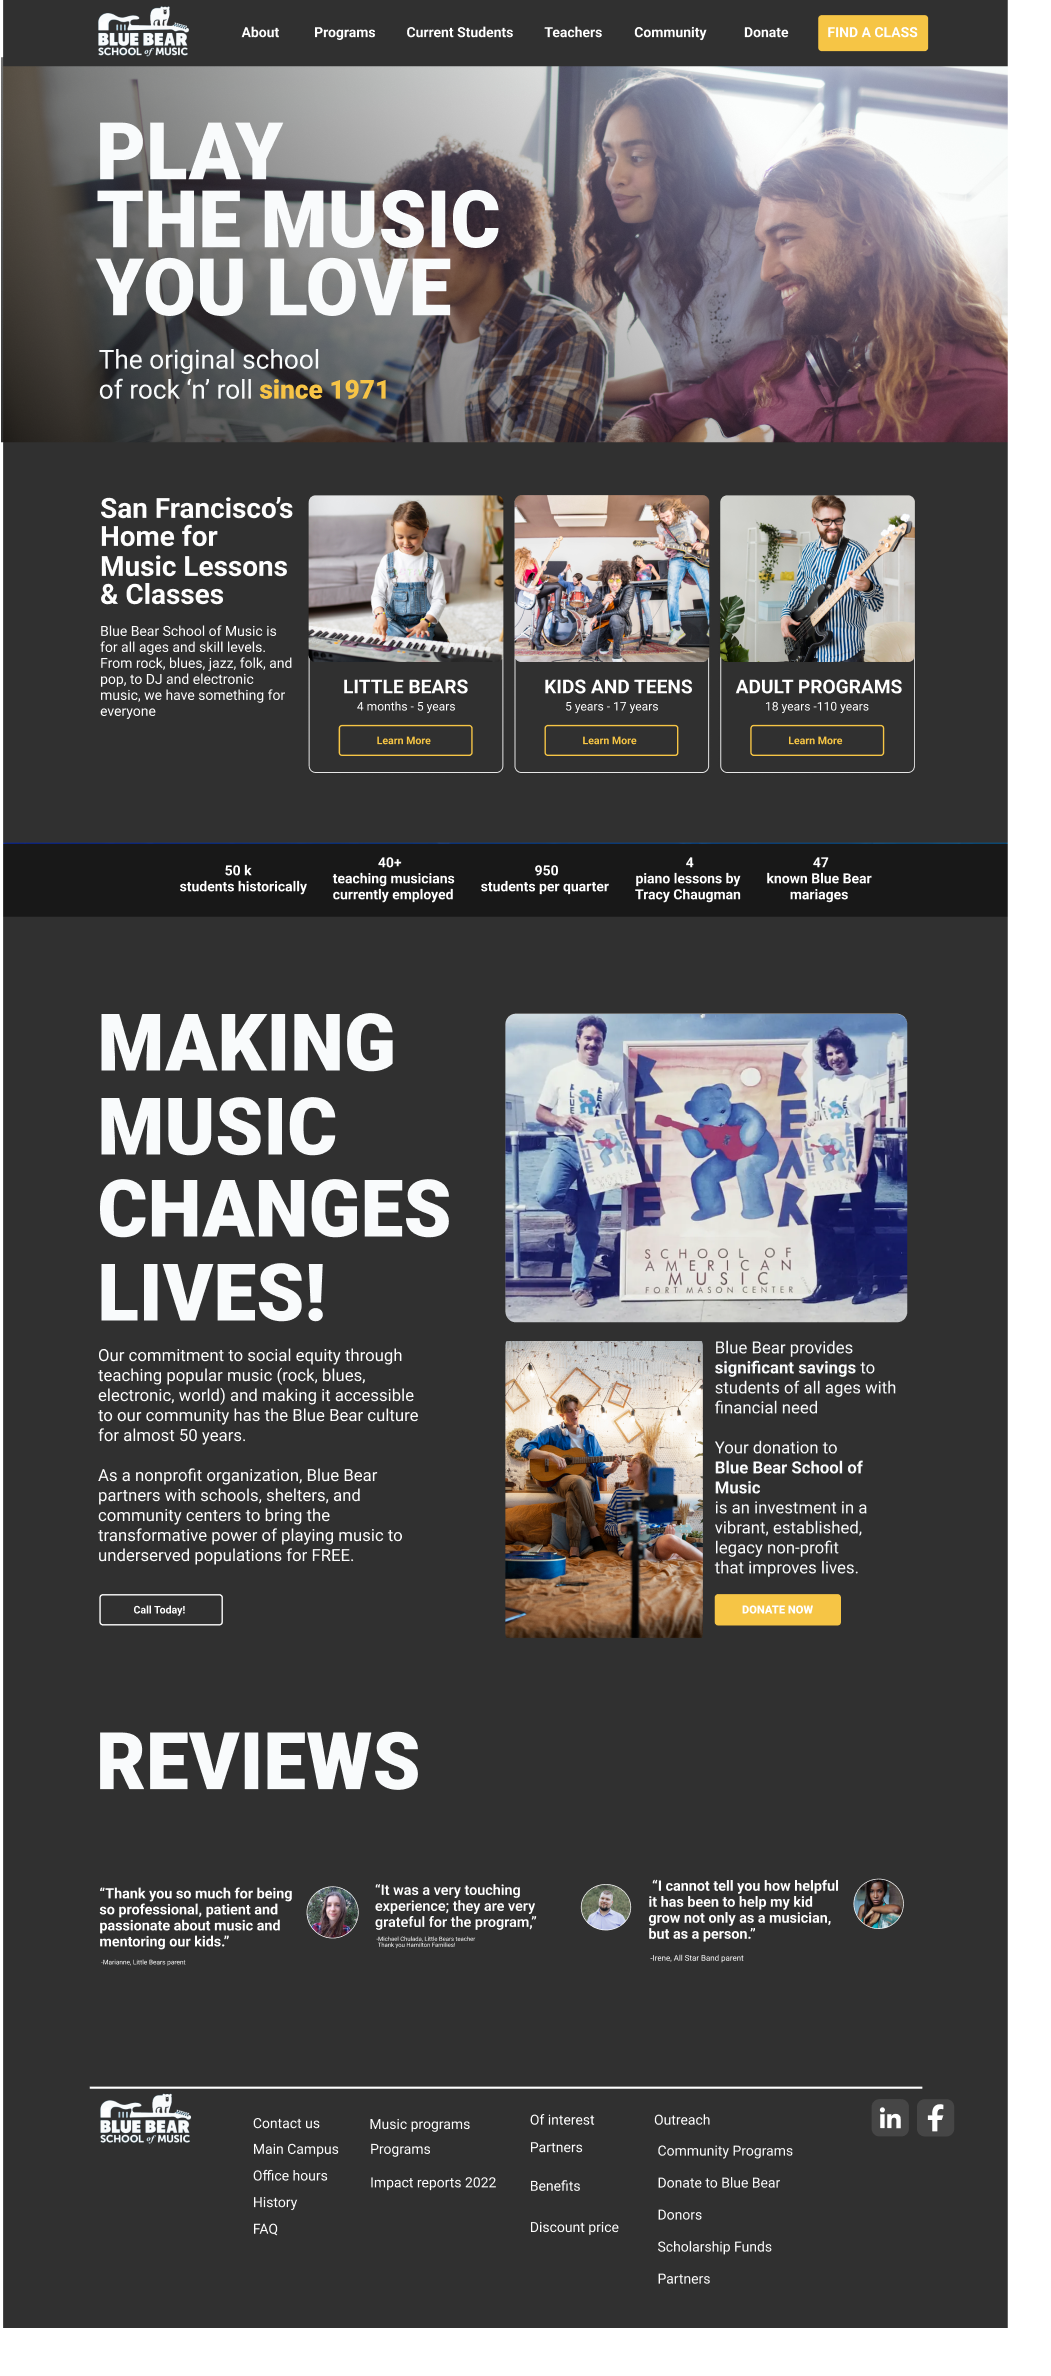 BLUE BEAR
SCHOOL of MUSIC
About
Programs
Current Students
Teachers
Community
Donate
FIND A CLASS
PLAY
THE MUSIC
YOU LOVE
The original school
of rock ‘n’ roll since 1971
San Francisco’s
Home for
Music Lessons
& Classes
Blue Bear School of Music is
for all ages and skill levels.
From rock, blues, jazz, folk, and
pop, to DJ and electronic
music, we have something for
everyone
LITTLE BEARS
4 months - 5 years
Learn More
KIDS AND TEENS
5 years - 17 years
Learn More
ADULT PROGRAMS
18 years -110 years
Learn More
50 k
students historically
40+
teaching musicians
currently employed
950
students per quarter
4
piano lessons by
Tracy Chaugman
47
known Blue Bear
mariages
MAKING
MUSIC
CHANGES
LIVES!
Our commitment to social equity through
teaching popular music (rock, blues,
electronic, world) and making it accessible
to our community has the Blue Bear culture
for almost 50 years.
As a nonprofit organization, Blue Bear
partners with schools, shelters, and
community centers to bring the
transformative power of playing music to
underserved populations for FREE.
Call Today!
BLUE
BEAR
BLUE
BEAR
BLUE
BEAR
BLUE
BEAR
BLUE
BEAR
SCHOOL OF
AMERICAN
MUSIC
FORT MASON CENTER
Blue Bear provides
significant savings to
students of all ages with
financial need
Your donation to
Blue Bear School of
Music
is an investment in a
vibrant, established,
legacy non-profit
that improves lives.
DONATE NOW
REVIEWS
“Thank you so much for being
so professional, patient and
passionate about music and
mentoring our kids.”
-Marianne, Little Bears parent
“It was a very touching
experience; they are very
grateful for the program,”
-Michael Chulada, Little Bears teacher
Thank you Hamilton Families!
“I cannot tell you how helpful
it has been to help my kid
grow not only as a musician,
but as a person.”
-Irene, All Star Band parent
BLUE BEAR
SCHOOL of MUSIC
Contact us
Main Campus
Office hours
History
FAQ
Music programs
Programs
Impact reports 2022
Of interest
Partners
Benefits
Discount price
Outreach
Community Programs
Donate to Blue Bear
Donors
Scholarship Funds
Partners
in
f